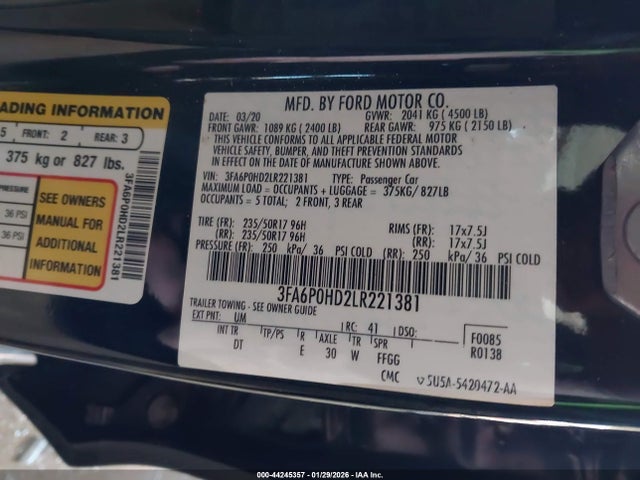 ADING INFORMATION
5 FRONT: 2 REAR: 3
375 kg or 827 lbs.
SEE OWNERS
MANUAL FOR
ADDITIONAL
INFORMATION
36 PSI
36 PSI
3FA6P0HD2LR221381
MFD. BY FORD MOTOR CO.
DATE: 03/20 GVWR: 2041 KG ( 4500 LB)
FRONT GAWR: 1089 KG ( 2400 LB) REAR GAWR: 975 KG ( 2150 LB)
THIS VEHICLE CONFORMS TO ALL APPLICABLE FEDERAL MOTOR
VEHICLE SAFETY, BUMPER, AND THEFT PREVENTION STANDARDS
IN EFFECT ON THE DATE OF MANUFACTURE SHOWN ABOVE.
VIN: 3FA6P0HD2LR221381 TYPE: Passenger Car
MAXIMUM LOAD = OCCUPANTS + LUGGAGE = 375KG/ 827LB
OCCUPANTS = 5 TOTAL; 2 FRONT, 3 REAR
TIRE (FR): 235/50R17 96H RIMS (FR): 17x7.5J
(RR): 235/50R17 96H (RR): 17x7.5J
PRESSURE (FR): 250 kPa/ 36 PSI COLD (RR) 250 kPa/ 36 PSI COLD
3FA6P0HD2LR221381
TRAILER TOWING - SEE OWNER GUIDE
EXT PNT: UM RC: 41 DSO: F0085
INT TR TP/PS R AXLE TR SPR R0138
DT E 30 W FFGG
CMC 5U5A-5420472-AA
000-44245357 | 01/29/2026 | IAA Inc.